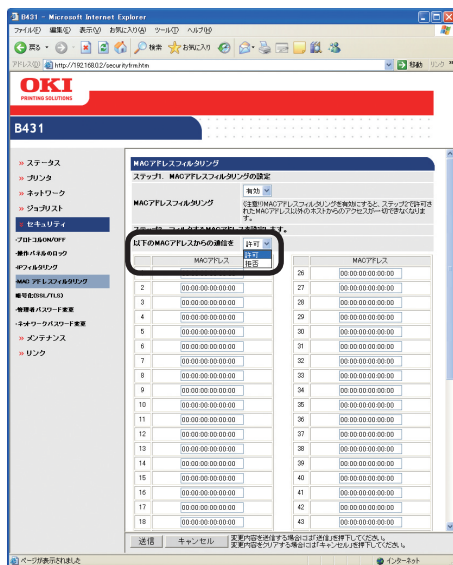 B431 - Microsoft Internet Explorer
ファイル(F) 編集(E) 表示(V) お気に入り(A) ツール(T) ヘルプ(H)
戻る 検索 お気に入り
アドレス(D) http://192.168.0.2/securityfrm.htm 移動 リンク
OKI
PRINTING SOLUTIONS
B431
» ステータス
» プリンタ
» ネットワーク
» ジョブリスト
» セキュリティ
・プロトコルON/OFF
・操作パネルのロック
・IPフィルタリング
・MAC アドレスフィルタリング
暗号化(SSL/TLS)
・管理者パスワード変更
・ネットワークパスワード変更
» メンテナンス
» リンク
MACアドレスフィルタリング
ステップ1. MACアドレスフィルタリングの設定
MACアドレスフィルタリング
有効
(注意!)MACアドレスフィルタリングを有効にすると、ステップ2で許可されたMACアドレス以外のホストからのアクセスが一切できなくなります。
以下のMACアドレスからの通信を 許可
許可
拒否
MACアドレス MACアドレス
26 00:00:00:00:00:00
2 00:00:00:00:00:00 27 00:00:00:00:00:00
3 00:00:00:00:00:00 28 00:00:00:00:00:00
4 00:00:00:00:00:00 29 00:00:00:00:00:00
5 00:00:00:00:00:00 30 00:00:00:00:00:00
6 00:00:00:00:00:00 31 00:00:00:00:00:00
7 00:00:00:00:00:00 32 00:00:00:00:00:00
8 00:00:00:00:00:00 33 00:00:00:00:00:00
9 00:00:00:00:00:00 34 00:00:00:00:00:00
10 00:00:00:00:00:00 35 00:00:00:00:00:00
11 00:00:00:00:00:00 36 00:00:00:00:00:00
12 00:00:00:00:00:00 37 00:00:00:00:00:00
13 00:00:00:00:00:00 38 00:00:00:00:00:00
14 00:00:00:00:00:00 39 00:00:00:00:00:00
15 00:00:00:00:00:00 40 00:00:00:00:00:00
16 00:00:00:00:00:00 41 00:00:00:00:00:00
17 00:00:00:00:00:00 42 00:00:00:00:00:00
18 00:00:00:00:00:00 43 00:00:00:00:00:00
送信 キャンセル
変更内容を送信する場合には「送信」を押下してください。
変更内容をクリアする場合には「キャンセル」を押下してください。
ページが表示されました インターネット